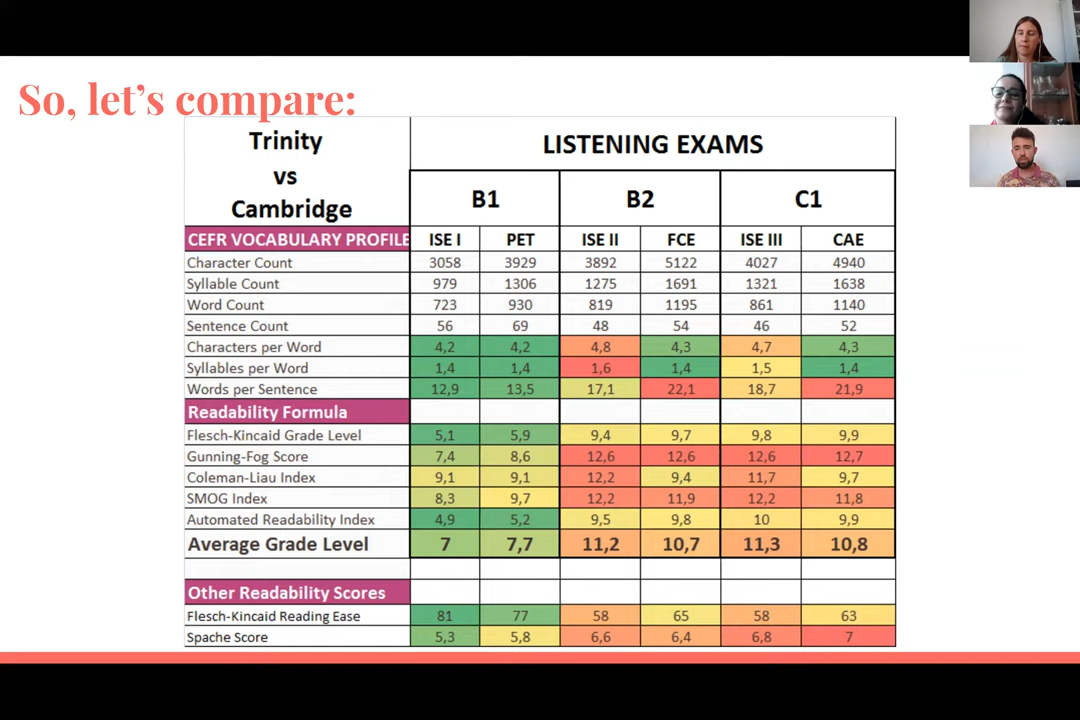 So, let's compare:
Trinity
vs
Cambridge
LISTENING EXAMS
B1 B2 C1
CEFR VOCABULARY PROFILE ISE I PET ISE II FCE ISE III CAE
Character Count 3058 3929 3892 5122 4027 4940
Syllable Count 979 1306 1275 1691 1321 1638
Word Count 723 930 819 1195 861 1140
Sentence Count 56 69 48 54 46 52
Characters per Word 4,2 4,2 4,8 4,3 4,7 4,3
Syllables per Word 1,4 1,4 1,6 1,4 1,5 1,4
Words per Sentence 12,9 13,5 17,1 22,1 18,7 21,9
Readability Formula
Flesch-Kincaid Grade Level 5,1 5,9 9,4 9,7 9,8 9,9
Gunning-Fog Score 7,4 8,6 12,6 12,6 12,6 12,7
Coleman-Liau Index 9,1 9,1 12,2 9,4 11,7 9,7
SMOG Index 8,3 9,7 12,2 11,9 12,2 11,8
Automated Readability Index 4,9 5,2 9,5 9,8 10 9,9
Average Grade Level 7 7,7 11,2 10,7 11,3 10,8
Other Readability Scores
Flesch-Kincaid Reading Ease 81 77 58 65 58 63
Spache Score 5,3 5,8 6,6 6,4 6,8 7